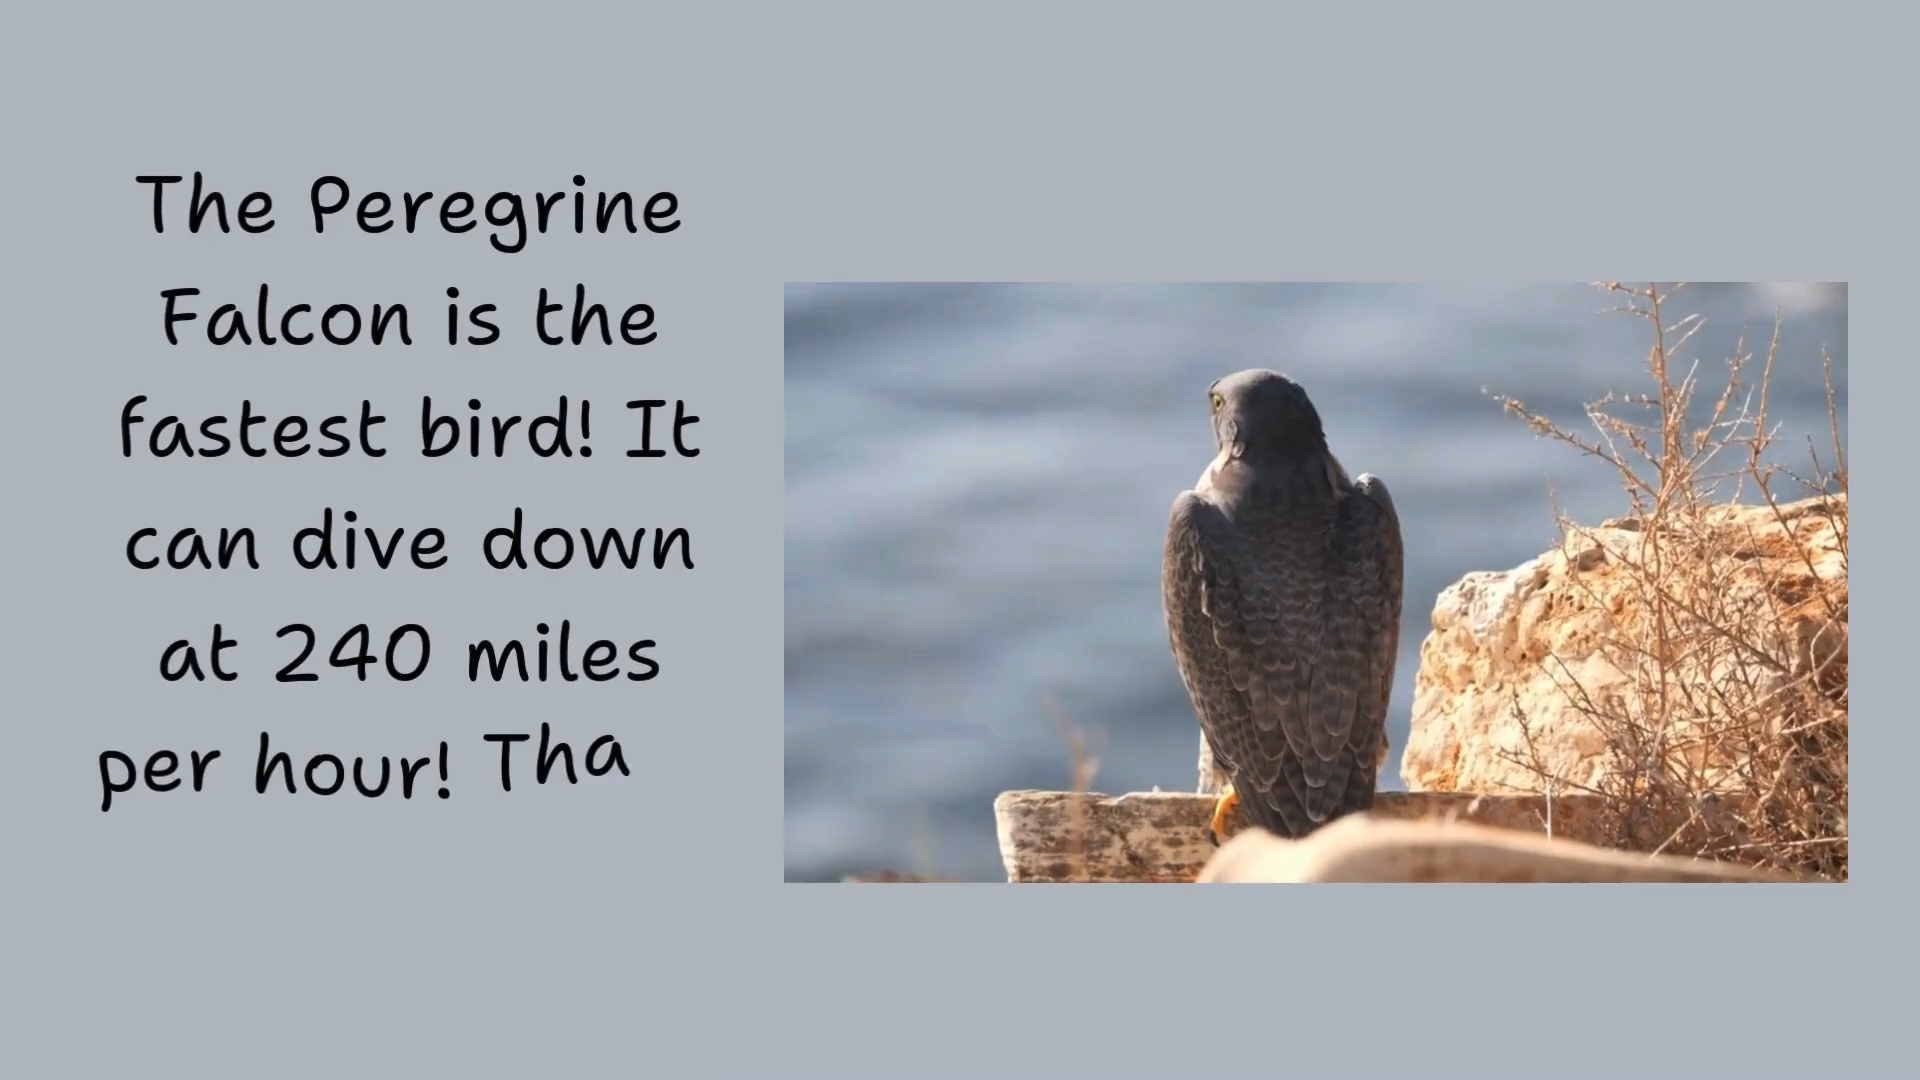 The Peregrine
Falcon is the
fastest bird! It
can dive down
at 240 miles
per hour! Tha